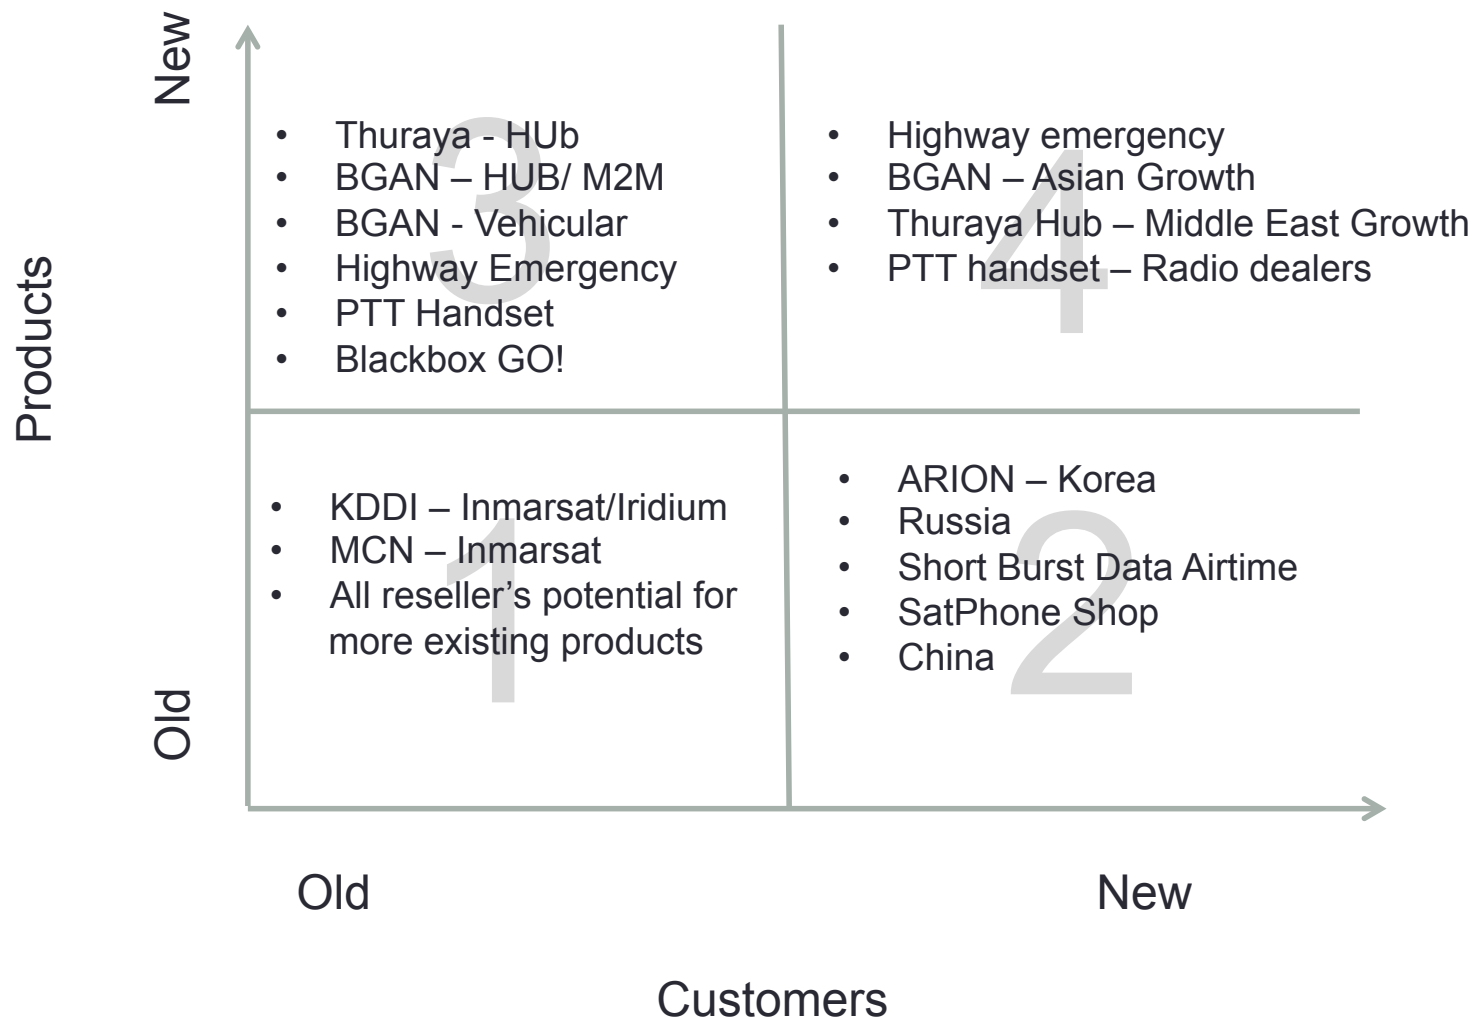 New
Products
Old
3
• Thuraya - HUb
• BGAN – HUB/ M2M
• BGAN - Vehicular
• Highway Emergency
• PTT Handset
• Blackbox GO!
4
• Highway emergency
• BGAN – Asian Growth
• Thuraya Hub – Middle East Growth
• PTT handset – Radio dealers
1
• KDDI – Inmarsat/Iridium
• MCN – Inmarsat
• All reseller’s potential for
more existing products
2
• ARION – Korea
• Russia
• Short Burst Data Airtime
• SatPhone Shop
• China
Old
New
Customers